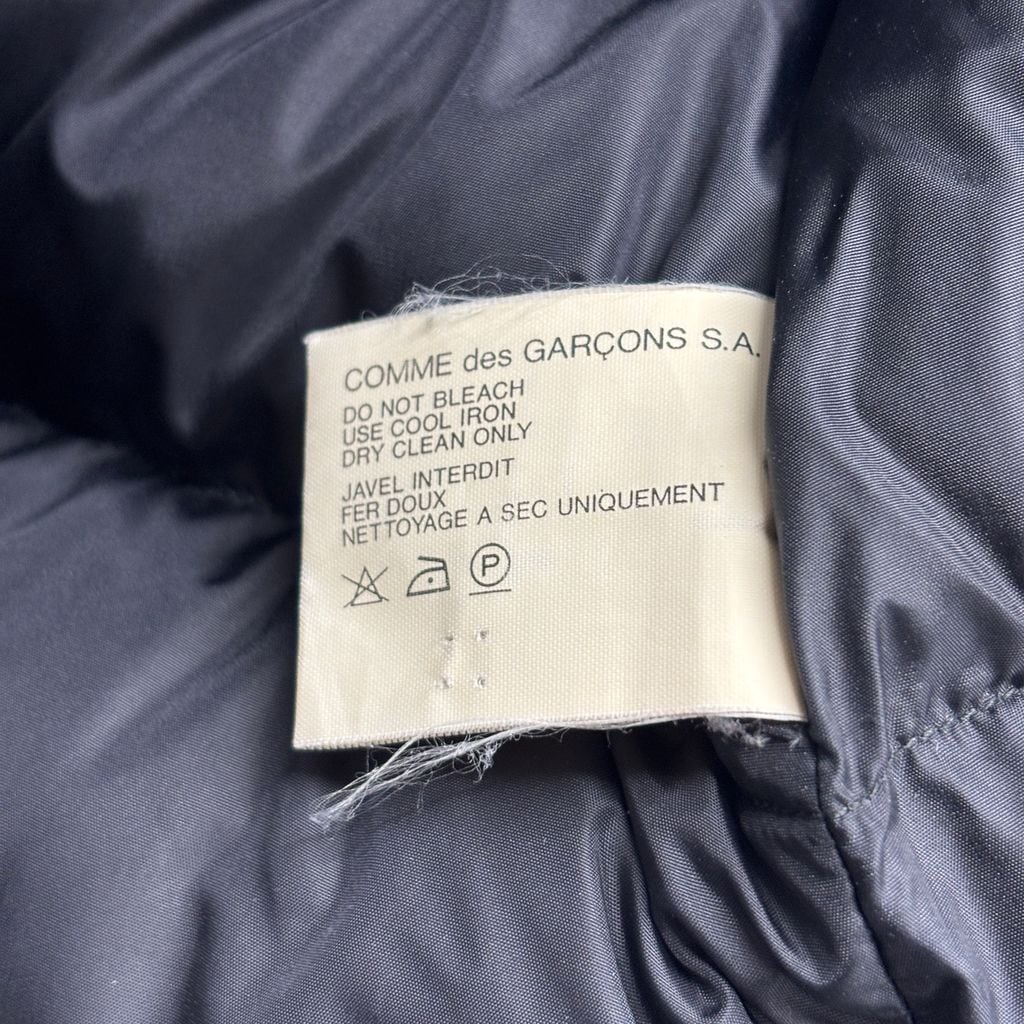 COMME des GARÇONS S.A.
DO NOT BLEACH
USE COOL IRON
DRY CLEAN ONLY
JAVEL INTERDIT
FER DOUX
NETTOYAGE A SEC UNIQUEMENT
P